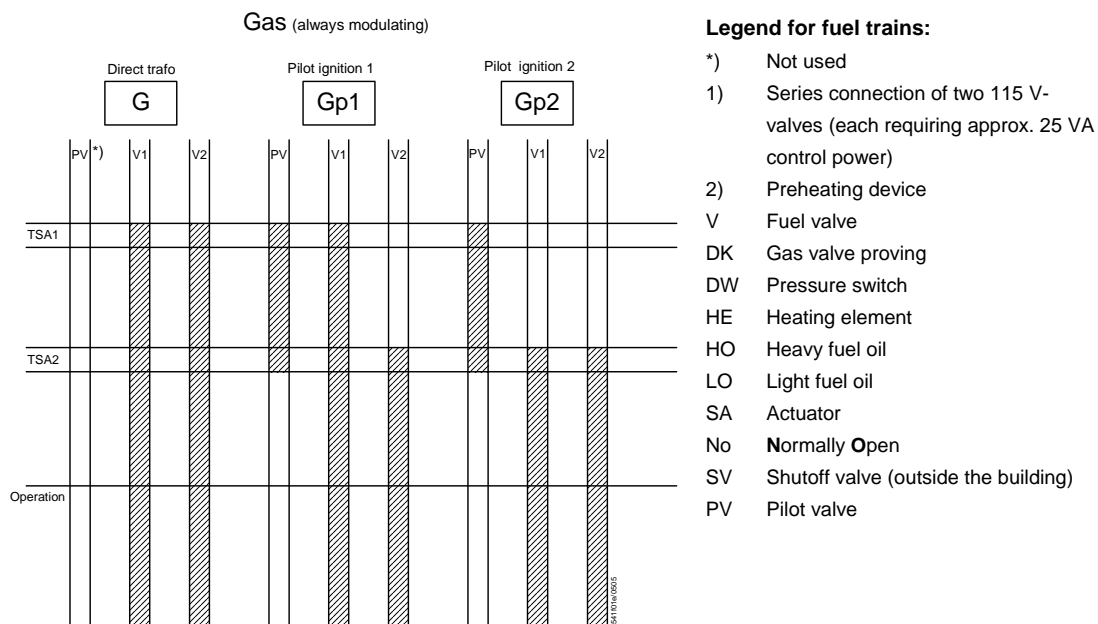 Gas (always modulating)
Direct trafo
G
Pilot ignition 1
Gp1
Pilot ignition 2
Gp2
PV *) V1 V2 PV V1 V2 PV V1 V2
TSA1
TSA2
Operation
541f01e/0505
Legend for fuel trains:
*) Not used
1) Series connection of two 115 V-
valves (each requiring approx. 25 VA
control power)
2) Preheating device
V Fuel valve
DK Gas valve proving
DW Pressure switch
HE Heating element
HO Heavy fuel oil
LO Light fuel oil
SA Actuator
No Normally Open
SV Shutoff valve (outside the building)
PV Pilot valve